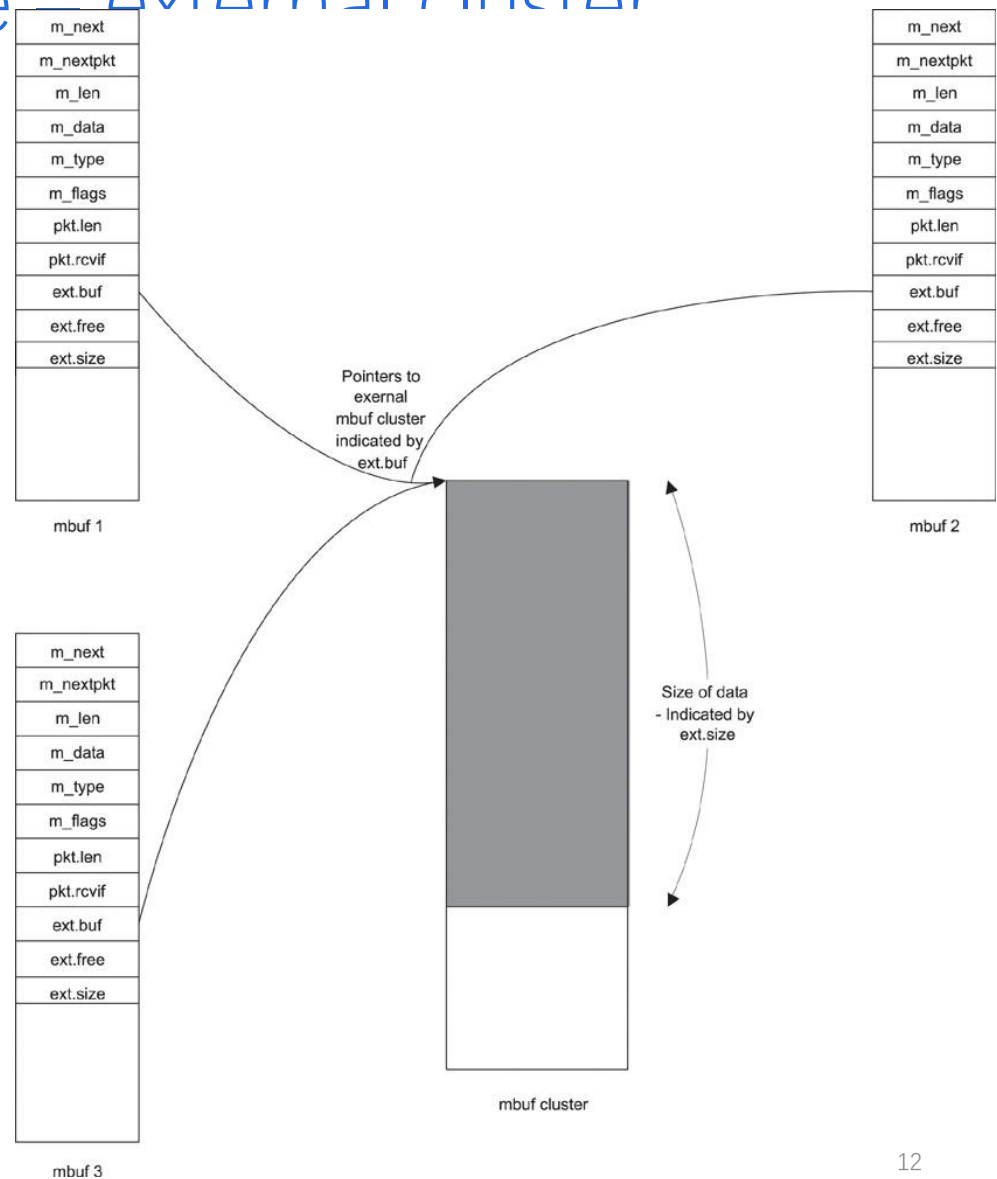 e – external cluster
m_next
m_nextpkt
m_len
m_data
m_type
m_flags
pkt.len
pkt.rcvif
ext.buf
ext.free
ext.size
mbuf 1
m_next
m_nextpkt
m_len
m_data
m_type
m_flags
pkt.len
pkt.rcvif
ext.buf
ext.free
ext.size
mbuf 2
Pointers to
exernal
mbuf cluster
indicated by
ext.buf
m_next
m_nextpkt
m_len
m_data
m_type
m_flags
pkt.len
pkt.rcvif
ext.buf
ext.free
ext.size
mbuf 3
Size of data
- Indicated by
ext.size
mbuf cluster
12